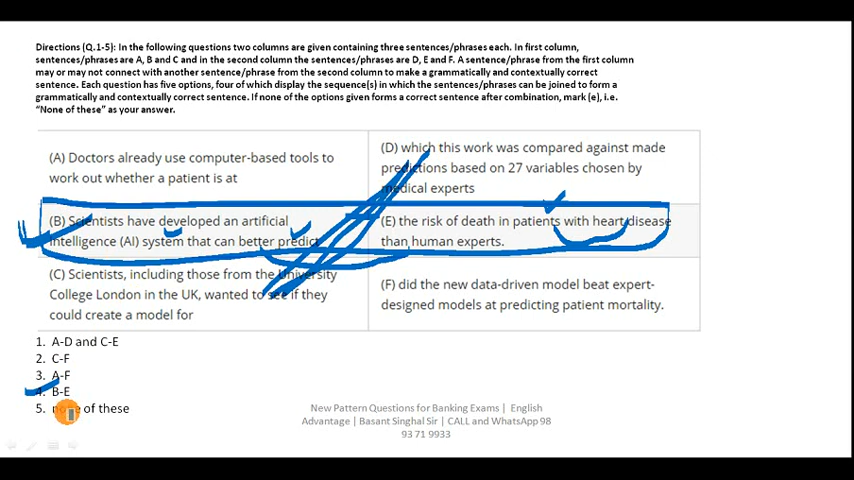 Directions (Q.1-5): In the following questions two columns are given containing three sentences/phrases each. In first column,
sentences/phrases are A, B and C and in the second column the sentences/phrases are D, E and F. A sentence/phrase from the first column
may or may not connect with another sentence/phrase from the second column to make a grammatically and contextually correct
sentence. Each question has five options, four of which display the sequence(s) in which the sentences/phrases can be joined to form a
grammatically and contextually correct sentence. If none of the options given forms a correct sentence after combination, mark (e), i.e.
"None of these" as your answer.
(A) Doctors already use computer-based tools to
work out whether a patient is at
(D) which this work was compared against made
predictions based on 27 variables chosen by
medical experts
(B) Scientists have developed an artificial
intelligence (AI) system that can better predict
(E) the risk of death in patients with heart disease
than human experts.
(C) Scientists, including those from the University
College London in the UK, wanted to see if they
could create a model for
(F) did the new data-driven model beat expert-
designed models at predicting patient mortality.
1. A-D and C-E
2. C-F
3. A-F
4. B-E
5. none of these
New Pattern Questions for Banking Exams | English
Advantage | Basant Singhal Sir | CALL and WhatsApp 98
93 71 9933